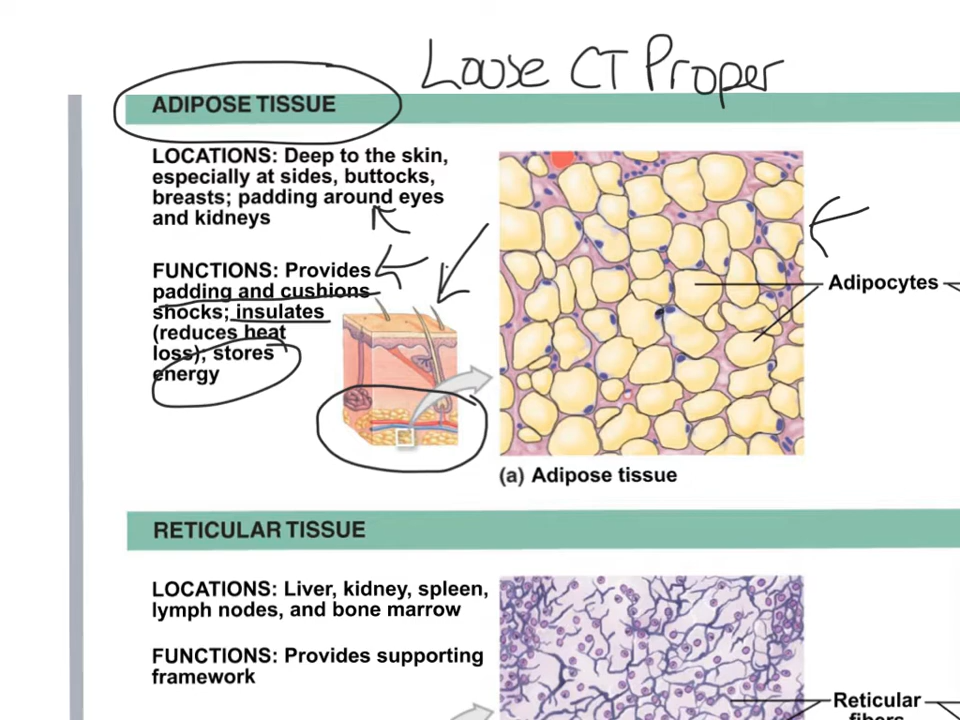 Loose CT Proper
ADIPOSE TISSUE
LOCATIONS: Deep to the skin,
especially at sides, buttocks,
breasts; padding around eyes
and kidneys
FUNCTIONS: Provides
padding and cushions
shocks; insulates
(reduces heat
loss); stores
energy
Adipocytes
(a) Adipose tissue
RETICULAR TISSUE
LOCATIONS: Liver, kidney, spleen,
lymph nodes, and bone marrow
FUNCTIONS: Provides supporting
framework
Reticular
fibers